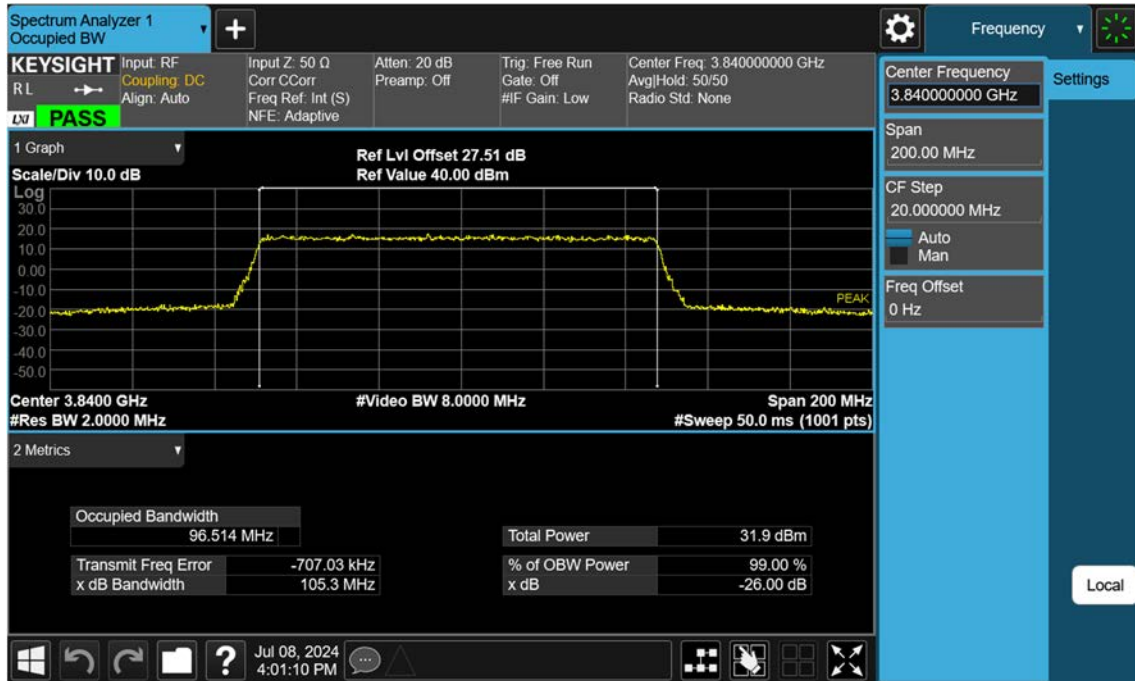 Spectrum Analyzer 1
Occupied BW
Frequency
KEYSIGHT
R L
LXI PASS
Input: RF
Coupling: DC
Align: Auto
Input Z: 50 Ω
Corr CCorr
Freq Ref: Int (S)
NFE: Adaptive
Atten: 20 dB
Preamp: Off
Trig: Free Run
Gate: Off
#IF Gain: Low
Center Freq: 3.840000000 GHz
Avg|Hold: 50/50
Radio Std: None
1 Graph
Scale/Div 10.0 dB
Ref Lvl Offset 27.51 dB
Ref Value 40.00 dBm
Log
30.0
20.0
10.0
0.00
-10.0
-20.0
-30.0
-40.0
-50.0
PEAK
Center 3.8400 GHz
#Video BW 8.0000 MHz
Span 200 MHz
#Res BW 2.0000 MHz
#Sweep 50.0 ms (1001 pts)
2 Metrics
Occupied Bandwidth
96.514 MHz
Total Power 31.9 dBm
Transmit Freq Error -707.03 kHz
% of OBW Power 99.00 %
x dB Bandwidth 105.3 MHz
x dB -26.00 dB
Jul 08, 2024
4:01:10 PM
Center Frequency
3.840000000 GHz
Settings
Span
200.00 MHz
CF Step
20.000000 MHz
Auto
Man
Freq Offset
0 Hz
Local